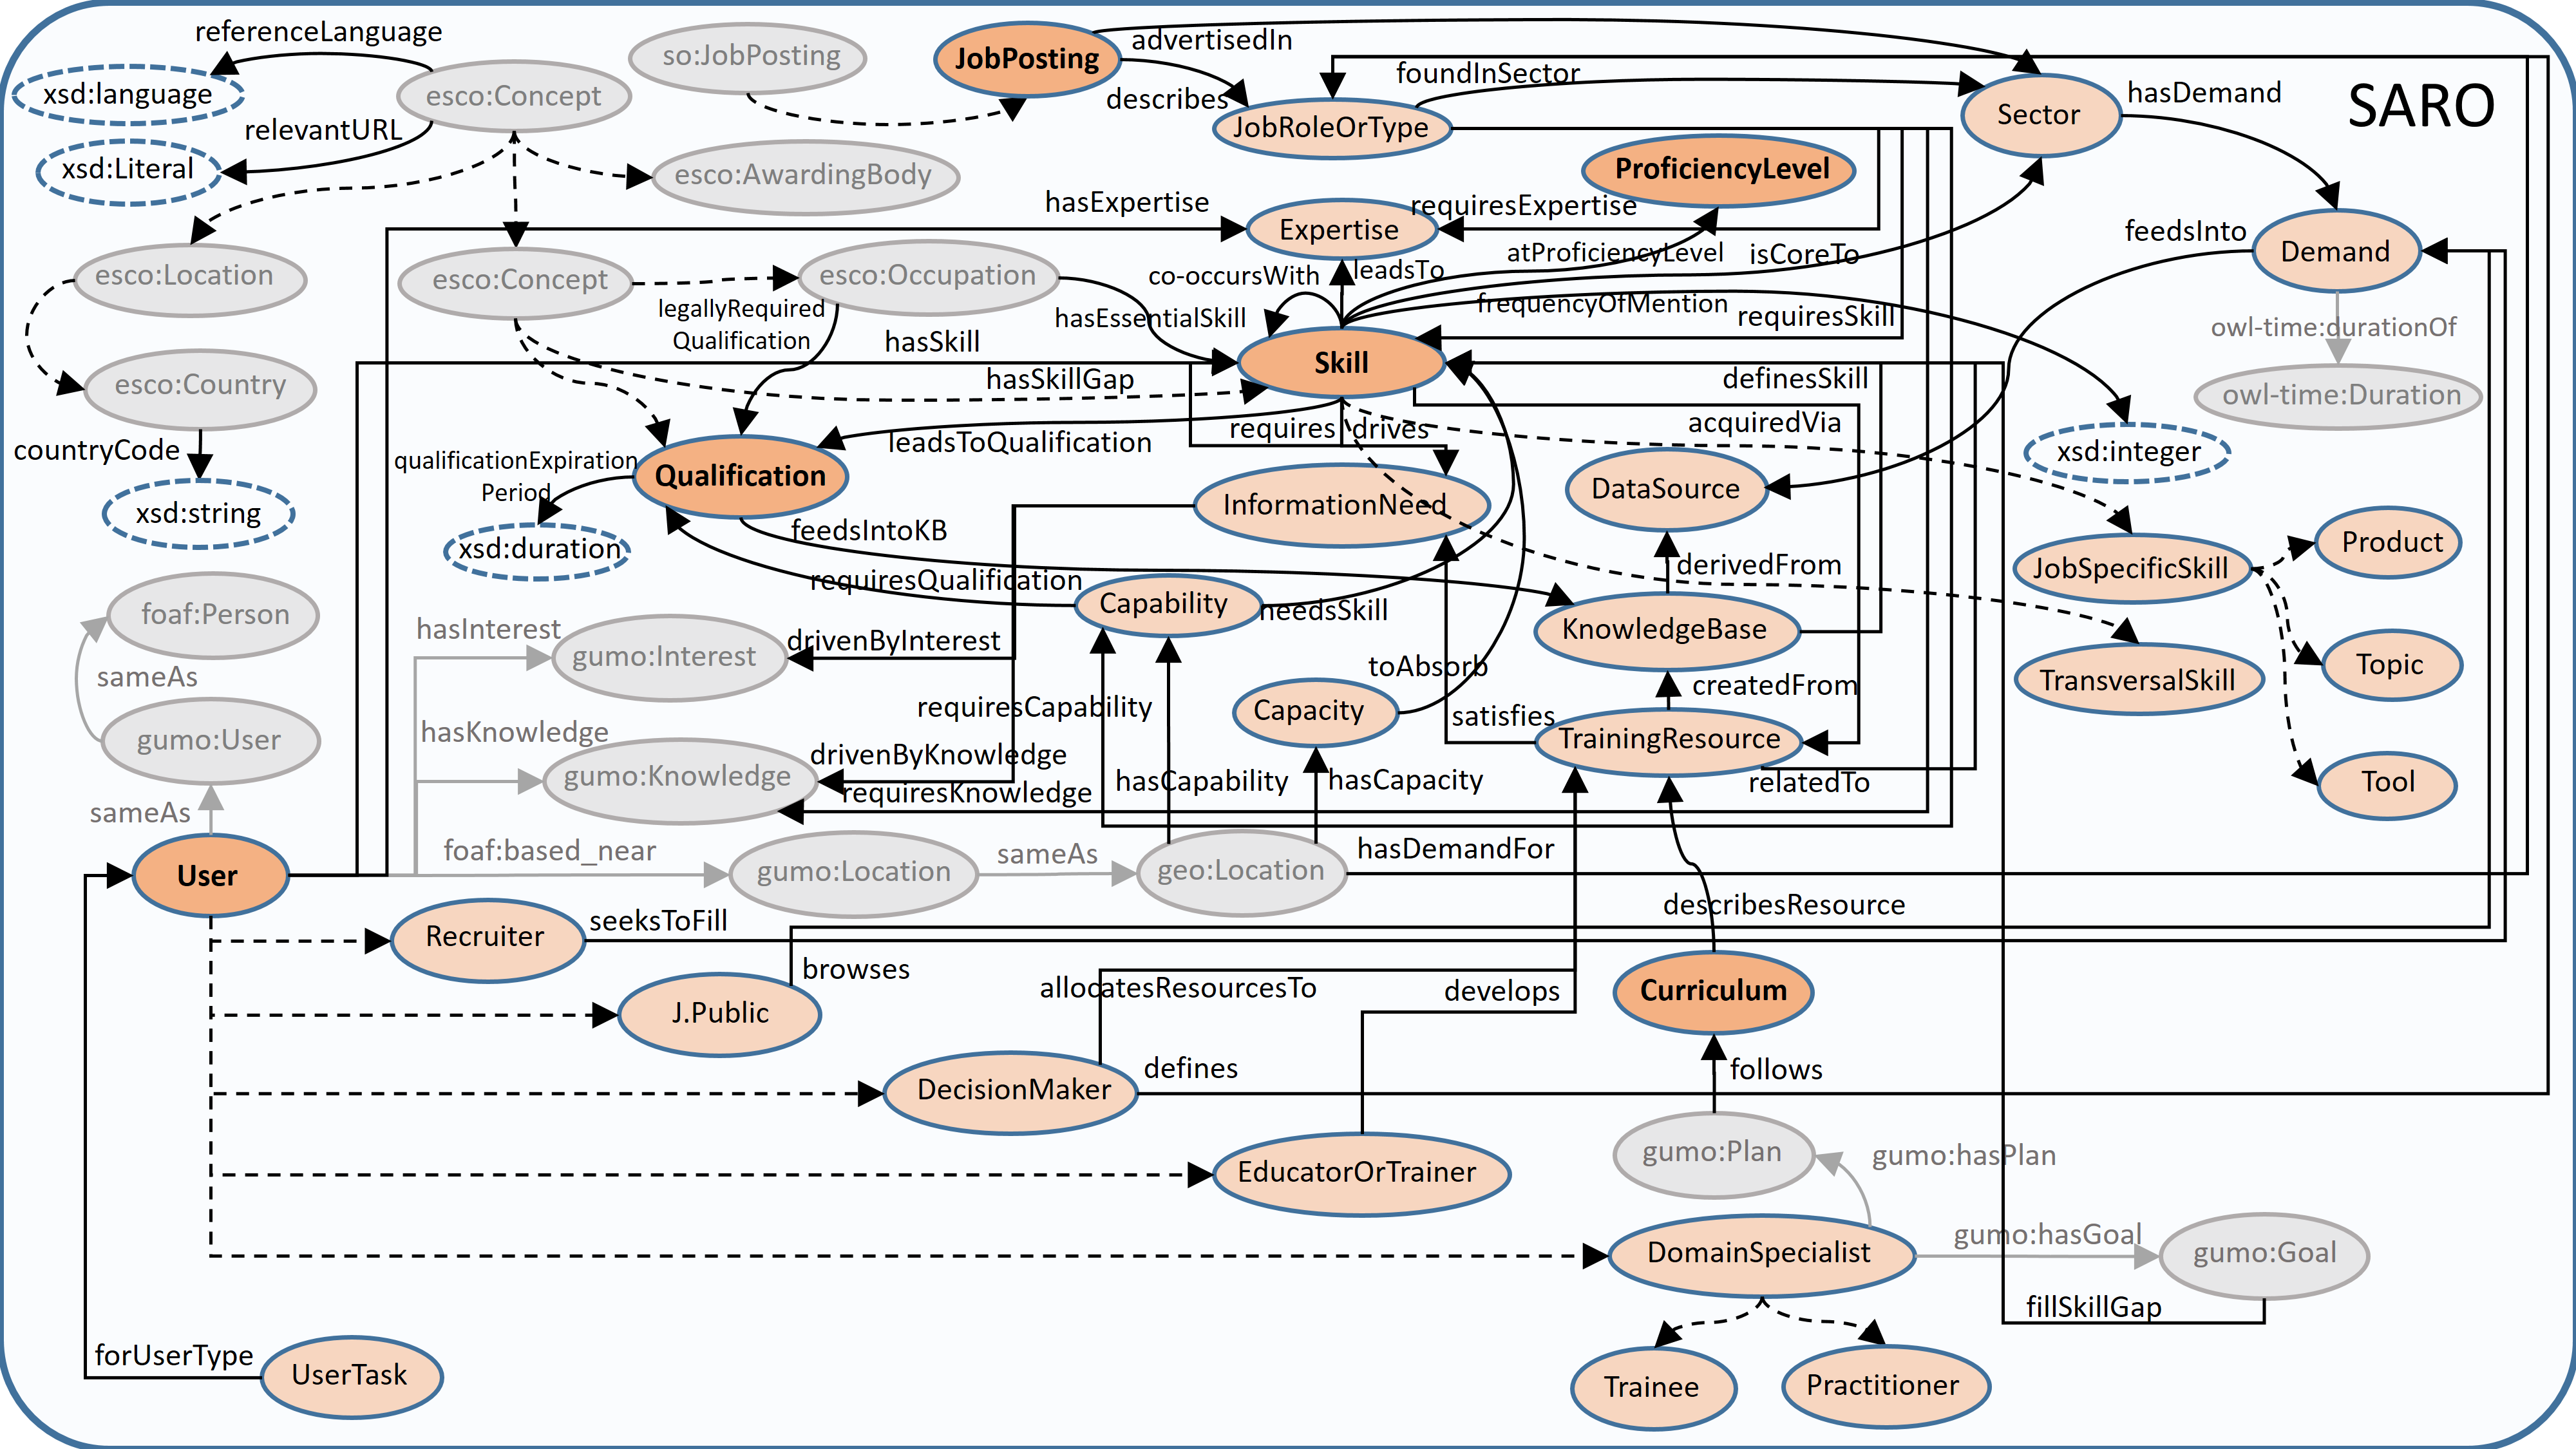 referenceLanguage
so:JobPosting
JobPosting
advertisedIn
xsd:language
esco:Concept
describes
foundInSector
Sector
hasDemand
SARO
relevantURL
JobRoleOrType
xsd:Literal
esco:AwardingBody
ProficiencyLevel
hasExpertise
Expertise
requiresExpertise
feedsInto
Demand
esco:Location
esco:Concept
esco:Occupation
co-occursWith
leadsTo
atProficiencyLevel
isCoreTo
legallyRequired
Qualification
hasEssentialSkill
frequencyOfMention
requiresSkill
owl-time:durationOf
hasSkill
Skill
esco:Country
hasSkillGap
definesSkill
owl-time:Duration
countryCode
leadsToQualification
requires
drives
acquiredVia
xsd:integer
qualificationExpiration
Period
Qualification
DataSource
xsd:string
InformationNeed
feedsIntoKB
xsd:duration
derivedFrom
JobSpecificSkill
Product
requiresQualification
Capability
needsSkill
foaf:Person
hasInterest
gumo:Interest
drivenByInterest
KnowledgeBase
toAbsorb
Topic
sameAs
requiresCapability
Capacity
createdFrom
TransversalSkill
gumo:User
hasKnowledge
satisfies
TrainingResource
drivenByKnowledge
gumo:Knowledge
requiresKnowledge
hasCapability
hasCapacity
relatedTo
Tool
sameAs
User
foaf:based_near
gumo:Location
sameAs
geo:Location
hasDemandFor
Recruiter
seeksToFill
describesResource
browses
J.Public
allocatesResourcesTo
develops
Curriculum
DecisionMaker
defines
follows
EducatorOrTrainer
gumo:Plan
gumo:hasPlan
DomainSpecialist
gumo:hasGoal
gumo:Goal
fillSkillGap
forUserType
UserTask
Trainee
Practitioner